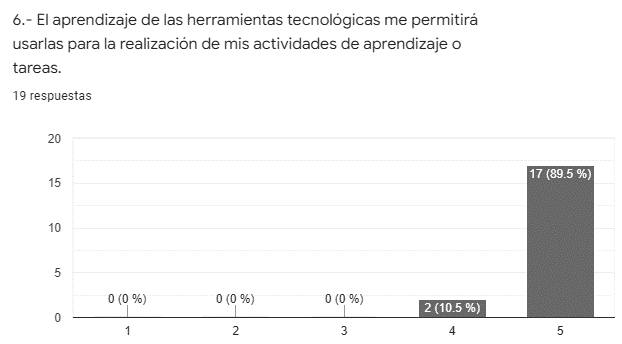 6.- El aprendizaje de las herramientas tecnológicas me permitirá
usarlas para la realización de mis actividades de aprendizaje o
tareas.
19 respuestas
20
15
10
5
0
0 (0 %)
0 (0 %)
0 (0 %)
2 (10.5 %)
17 (89.5 %)
1
2
3
4
5